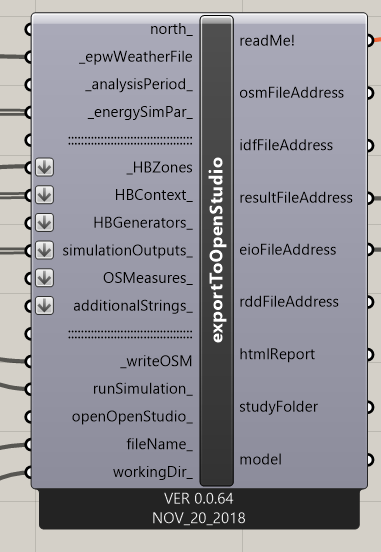 north_
_epwWeatherFile
_analysisPeriod_
_energySimPar_
_HBZones
HBContext_
HBGenerators_
simulationOutputs_
OSMeasures_
additionalStrings_
_writeOSM
runSimulation_
openOpenStudio_
fileName_
workingDir_
exportToOpenStudio
readMe!
osmFileAddress
idfFileAddress
resultFileAddress
eioFileAddress
rddFileAddress
htmlReport
studyFolder
model
VER 0.0.64
NOV_20_2018